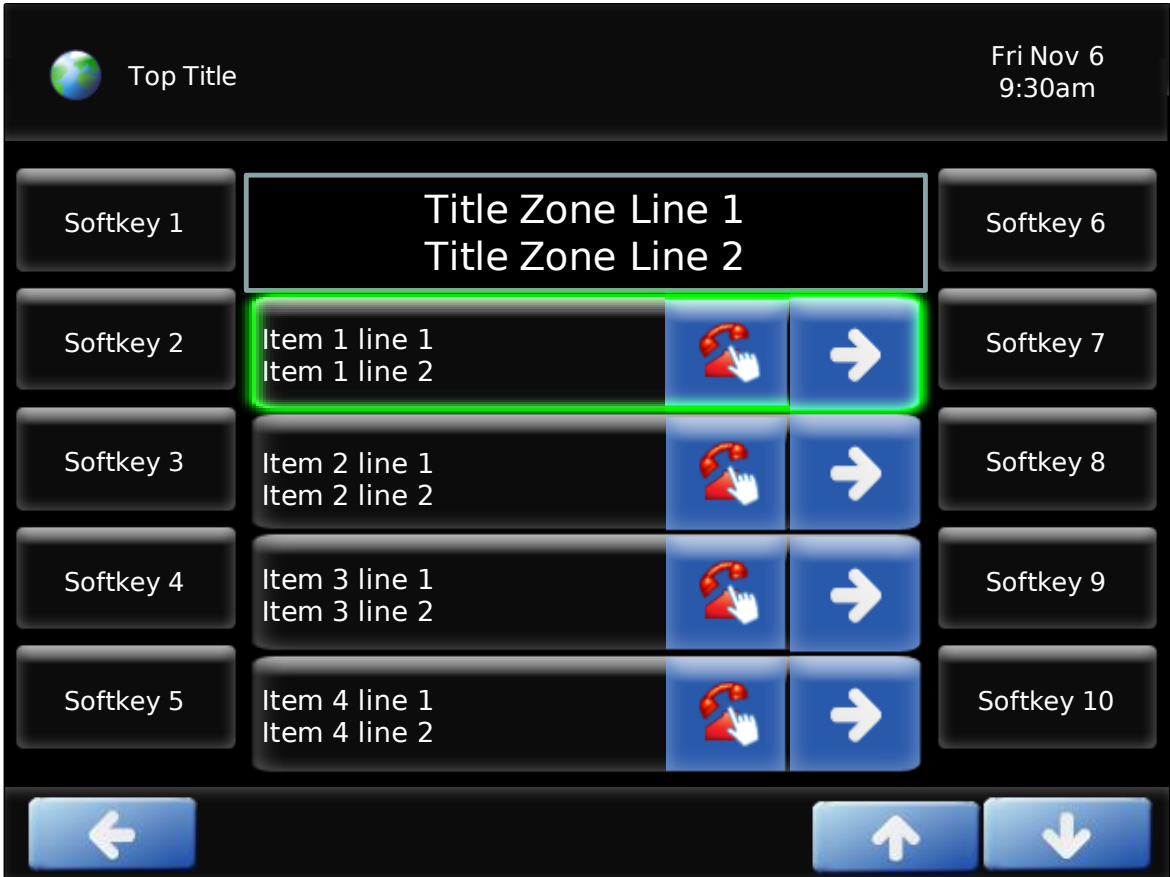 Top Title
Fri Nov 6
9:30am
Softkey 1
Title Zone Line 1
Title Zone Line 2
Softkey 6
Softkey 2
Item 1 line 1
Item 1 line 2
Softkey 7
Softkey 3
Item 2 line 1
Item 2 line 2
Softkey 8
Softkey 4
Item 3 line 1
Item 3 line 2
Softkey 9
Softkey 5
Item 4 line 1
Item 4 line 2
Softkey 10